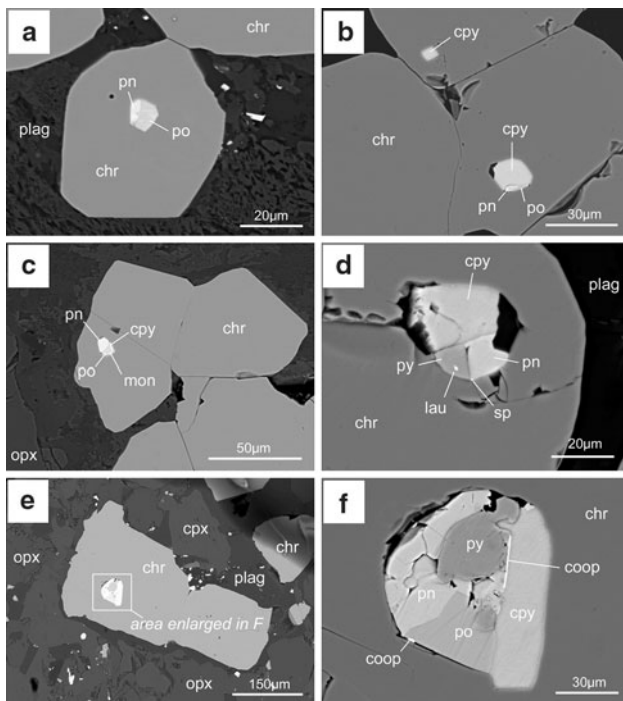 a
chr
pn
po
plag
chr
20µm
b
cpy
chr
cpy
pn
po
30µm
c
pn
cpy
chr
po
mon
opx
50µm
d
cpy
plag
py
pn
lau
sp
chr
20µm
e
cpx
opx
chr
chr
plag
area enlarged in F
opx
150µm
f
chr
py
coop
pn
cpy
po
coop
30µm